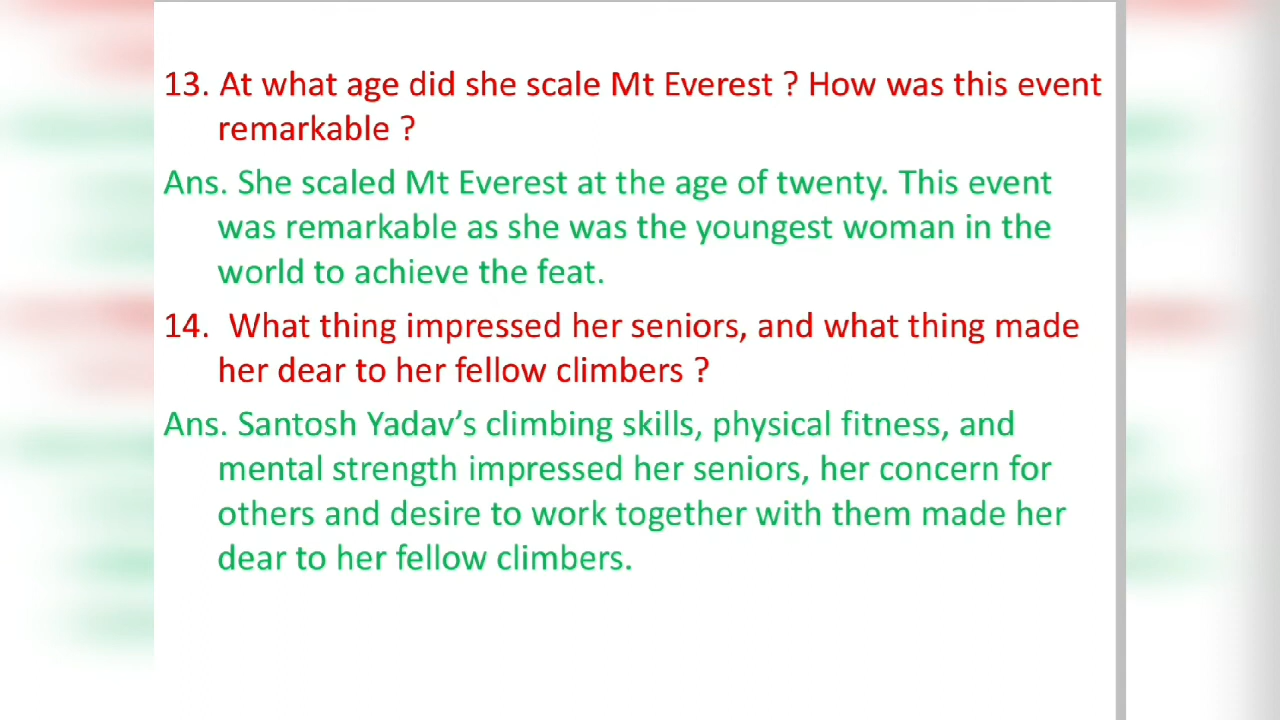 13. At what age did she scale Mt Everest ? How was this event
remarkable ?
Ans. She scaled Mt Everest at the age of twenty. This event
was remarkable as she was the youngest woman in the
world to achieve the feat.
14. What thing impressed her seniors, and what thing made
her dear to her fellow climbers ?
Ans. Santosh Yadav’s climbing skills, physical fitness, and
mental strength impressed her seniors, her concern for
others and desire to work together with them made her
dear to her fellow climbers.